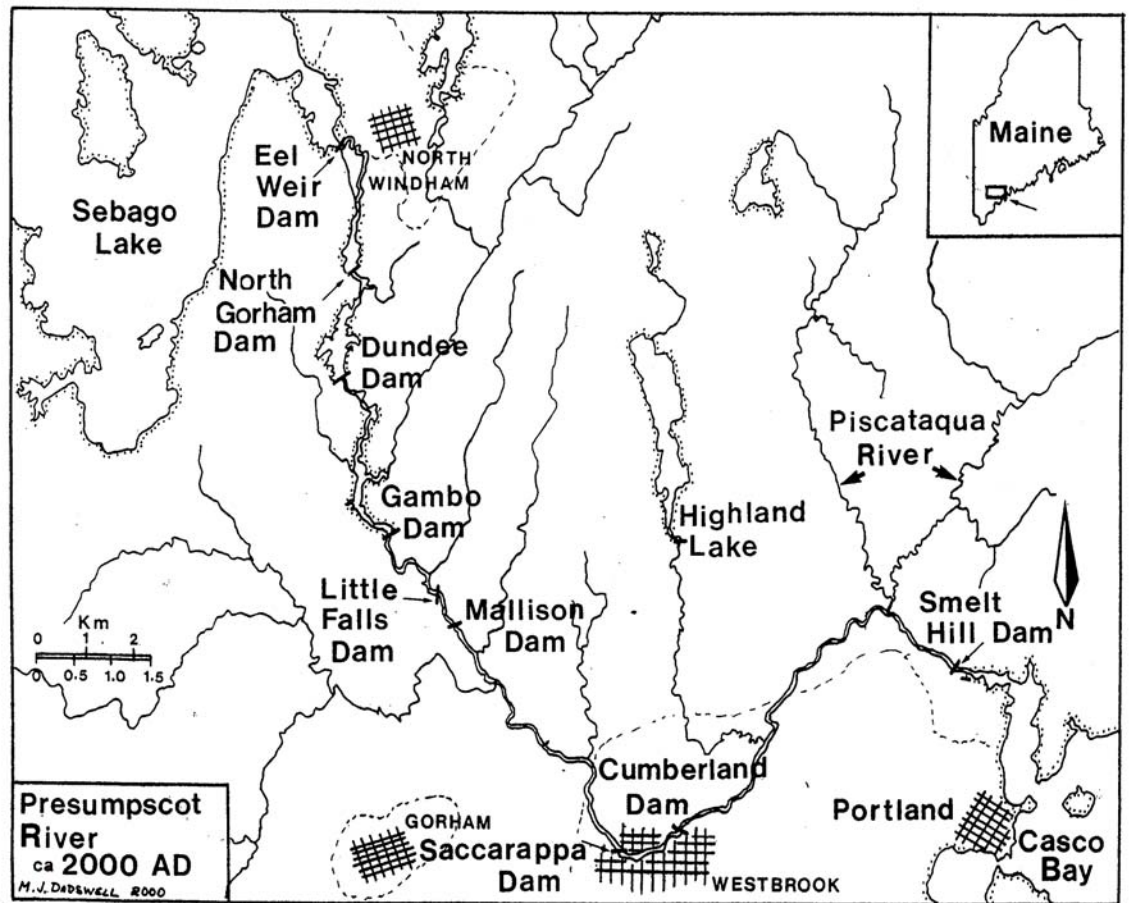 Maine
Eel
Weir
Dam
NORTH
WINDHAM
Sebago
Lake
North
Gorham
Dam
Dundee
Dam
Piscataqua
River
Gambo
Dam
Highland
Lake
Little
Falls
Dam
Mallison
Dam
Smelt
Hill Dam
N
Km
0 1 2
0 0.5 1.0 1.5
Cumberland
Dam
Portland
Casco
Bay
GORHAM
Saccarappa
Dam
WESTBROOK
Presumpscot
River
ca 2000 AD
M.J. DADSWELL 2000